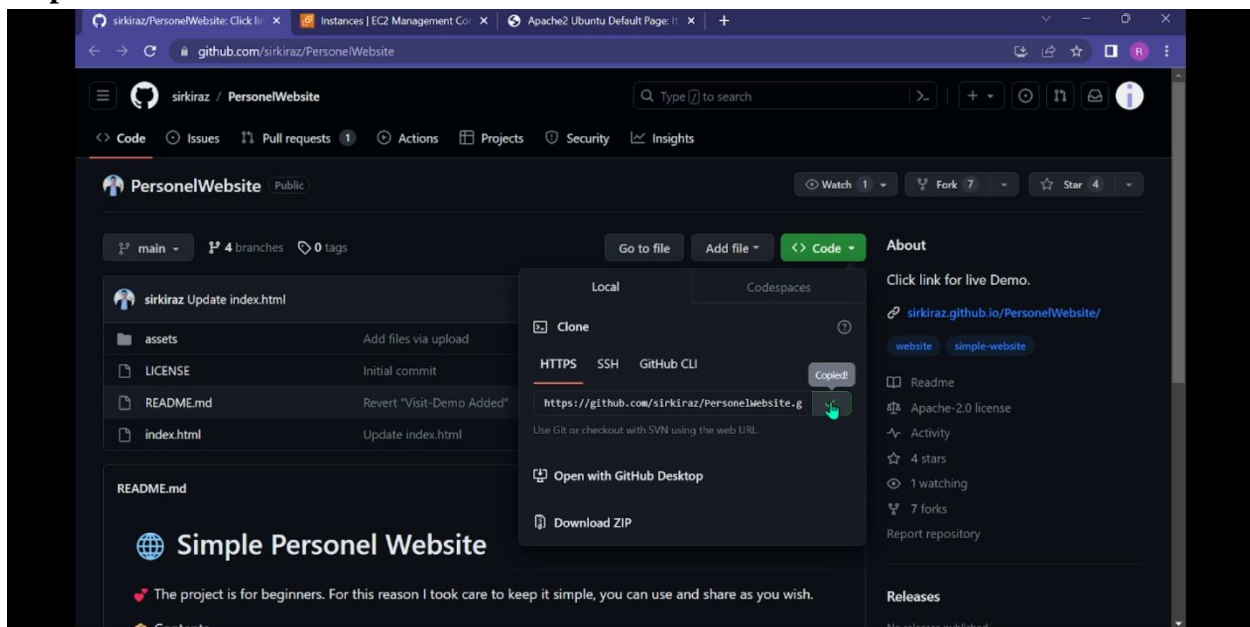 sirkiraz/PersonelWebsite: Click lin
Instances | EC2 Management Con
Apache2 Ubuntu Default Page: It
github.com/sirkiraz/PersonelWebsite
R
sirkiraz / PersonelWebsite
Type / to search
Code Issues Pull requests 1 Actions Projects Security Insights
PersonelWebsite Public
Watch 1 Fork 7 Star 4
main 4 branches 0 tags
Go to file Add file Code
About
Local Codespaces
Click link for live Demo.
sirkiraz Update index.html
sirkiraz.github.io/PersonelWebsite/
Clone
assets Add files via upload
website simple-website
HTTPS SSH GitHub CLI
Copied!
LICENSE Initial commit
Readme
README.md Revert "Visit-Demo Added"
https://github.com/sirkiraz/PersonelWebsite.g
Apache-2.0 license
index.html Update index.html
Use Git or checkout with SVN using the web URL.
Activity
4 stars
Open with GitHub Desktop
1 watching
README.md
7 forks
Download ZIP
Report repository
Simple Personel Website
The project is for beginners. For this reason I took care to keep it simple, you can use and share as you wish.
Releases